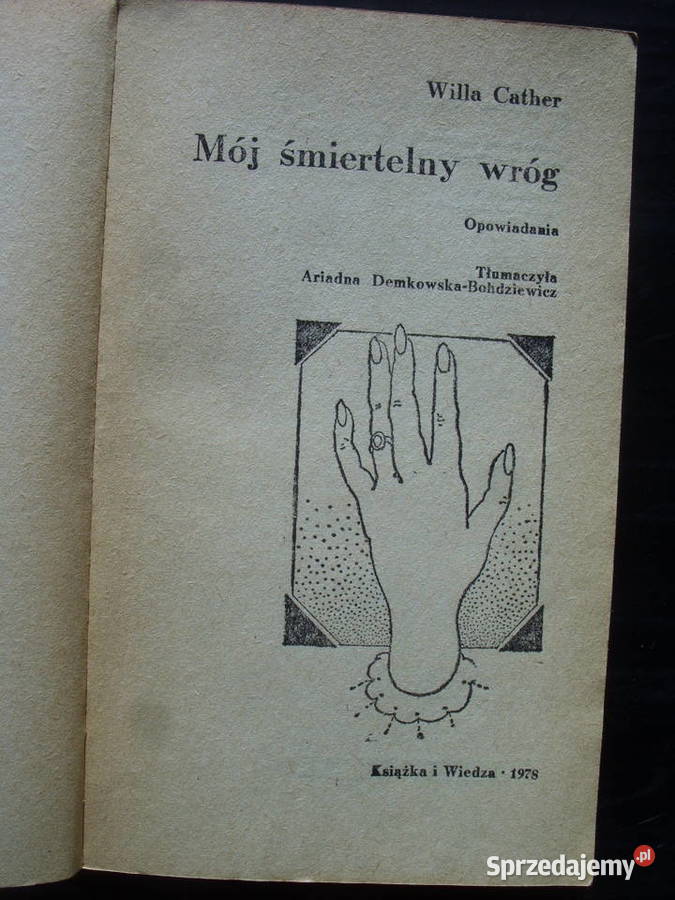 Willa Cather
Mój śmiertelny wróg
Opowiadania
Tłumaczyła
Ariadna Demkowska-Bohdziewicz
Książka i Wiedza · 1978
Sprzedajemy.pl